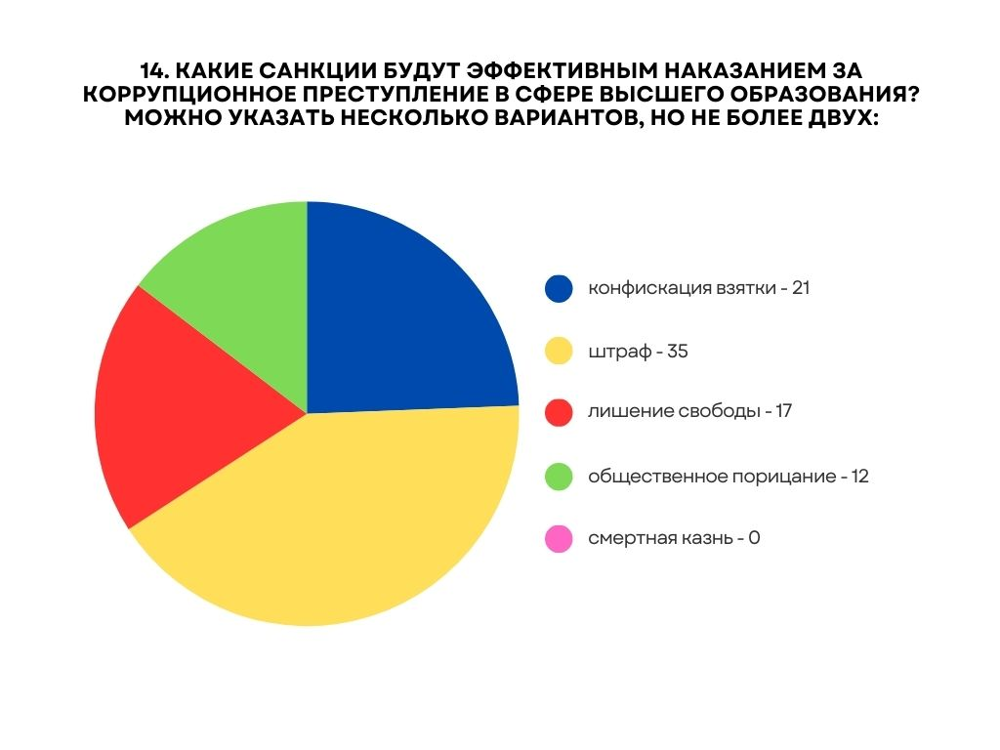 14. КАКИЕ САНКЦИИ БУДУТ ЭФФЕКТИВНЫМ НАКАЗАНИЕМ ЗА
КОРРУПЦИОННОЕ ПРЕСТУПЛЕНИЕ В СФЕРЕ ВЫСШЕГО ОБРАЗОВАНИЯ?
МОЖНО УКАЗАТЬ НЕСКОЛЬКО ВАРИАНТОВ, НО НЕ БОЛЕЕ ДВУХ:
конфискация взятки - 21
штраф - 35
лишение свободы - 17
общественное порицание - 12
смертная казнь - 0